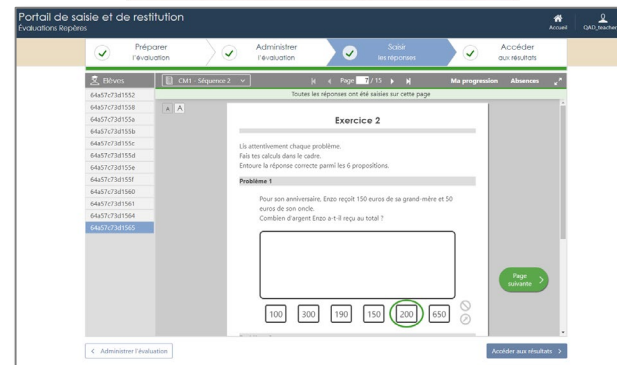 Portail de saisie et de restitution
Évaluations Repères
Accueil
QAD_teacher
Préparer
l'évaluation
Administrer
l'évaluation
Saisir
les réponses
Accéder
aux résultats
Élèves
CM1 - Séquence 2
Page 7 / 15
Ma progression
Absences
Toutes les réponses ont été saisies sur cette page
64a57c73d1552
64a57c73d1558
64a57c73d155a
64a57c73d155b
64a57c73d155c
64a57c73d155d
64a57c73d155e
64a57c73d155f
64a57c73d1560
64a57c73d1561
64a57c73d1564
64a57c73d1565
A A
Exercice 2
Lis attentivement chaque problème.
Fais tes calculs dans le cadre.
Entoure la réponse correcte parmi les 6 propositions.
Problème 1
Pour son anniversaire, Enzo reçoit 150 euros de sa grand-mère et 50
euros de son oncle.
Combien d'argent Enzo a-t-il reçu au total ?
100 300 190 150 200 650
Page
suivante
Administrer l'évaluation
Accéder aux résultats